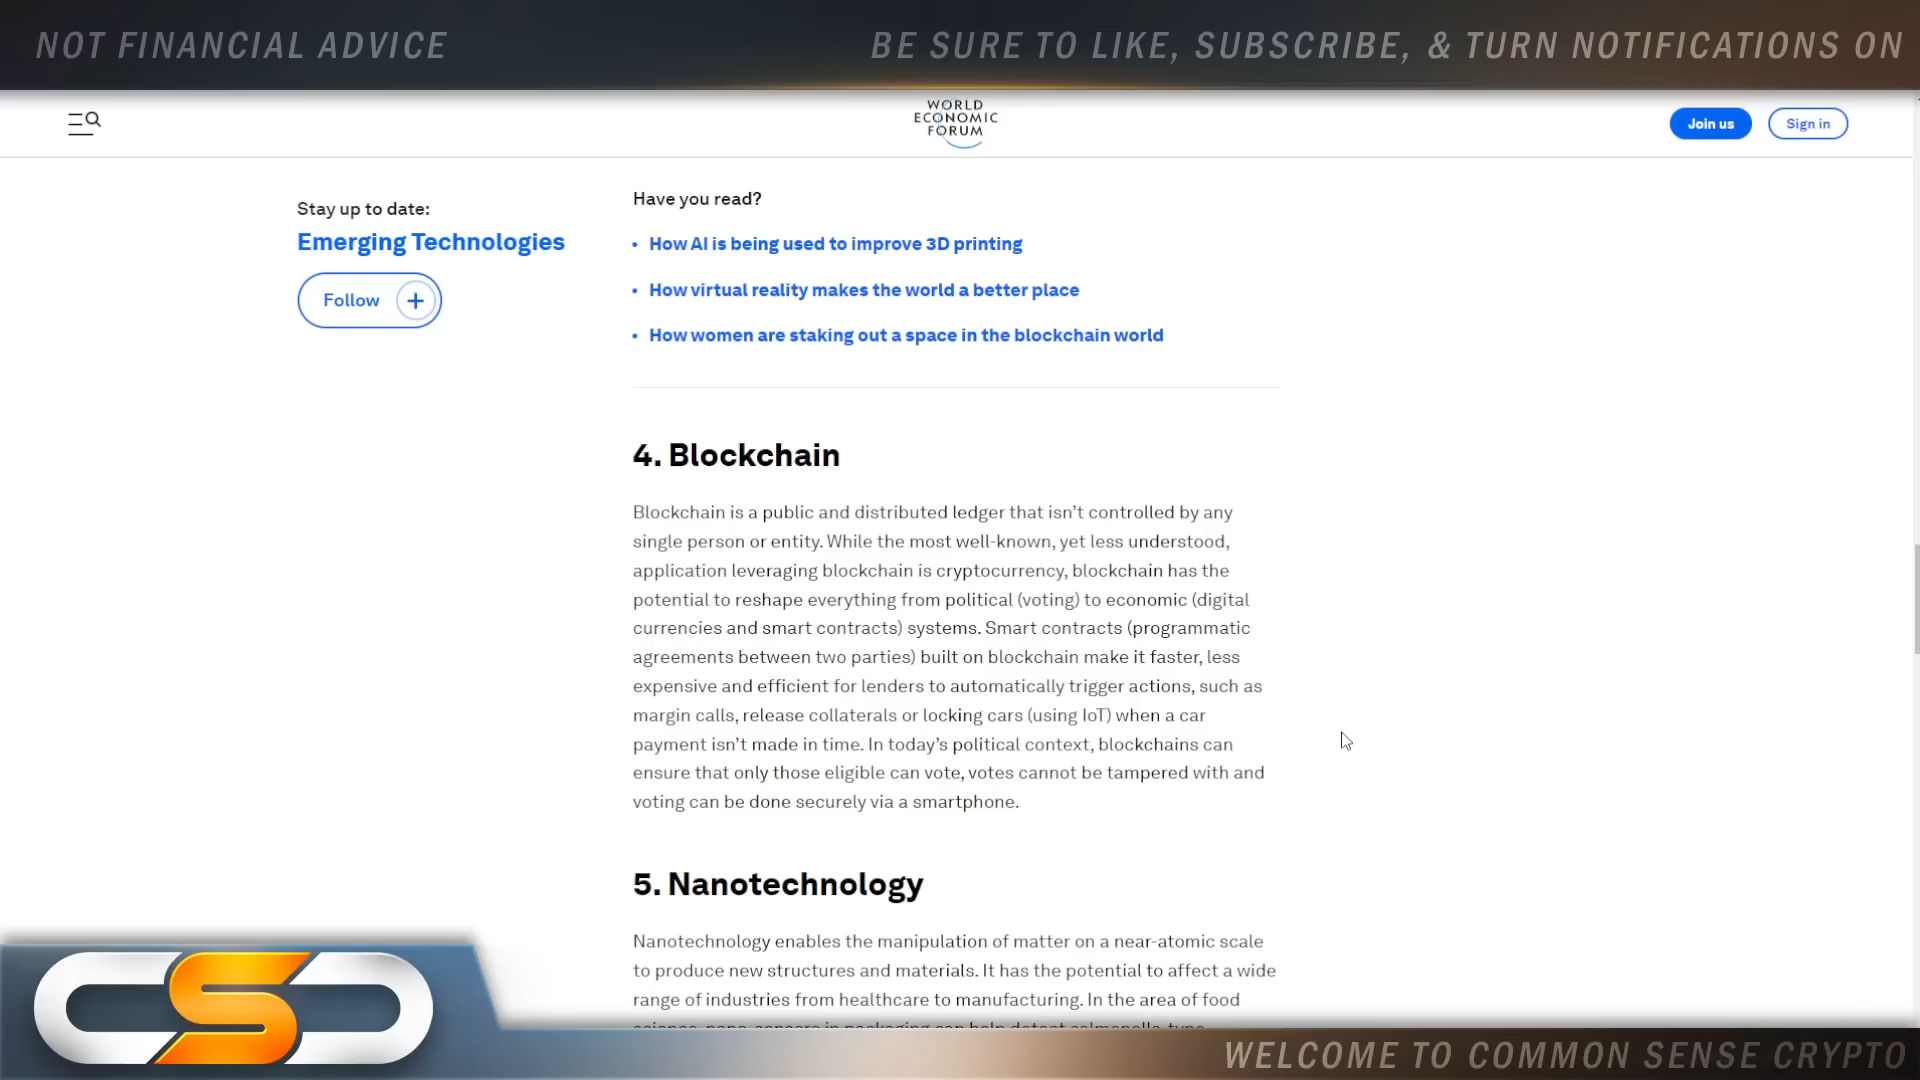 NOT FINANCIAL ADVICE
BE SURE TO LIKE, SUBSCRIBE, & TURN NOTIFICATIONS ON
WORLD
ECONOMIC
FORUM
Join us
Sign in
Stay up to date:
Emerging Technologies
Follow
Have you read?
• How AI is being used to improve 3D printing
• How virtual reality makes the world a better place
• How women are staking out a space in the blockchain world
4. Blockchain
Blockchain is a public and distributed ledger that isn't controlled by any
single person or entity. While the most well-known, yet less understood,
application leveraging blockchain is cryptocurrency, blockchain has the
potential to reshape everything from political (voting) to economic (digital
currencies and smart contracts) systems. Smart contracts (programmatic
agreements between two parties) built on blockchain make it faster, less
expensive and efficient for lenders to automatically trigger actions, such as
margin calls, release collaterals or locking cars (using IoT) when a car
payment isn't made in time. In today's political context, blockchains can
ensure that only those eligible can vote, votes cannot be tampered with and
voting can be done securely via a smartphone.
5. Nanotechnology
Nanotechnology enables the manipulation of matter on a near-atomic scale
to produce new structures and materials. It has the potential to affect a wide
range of industries from healthcare to manufacturing. In the area of food
CSC
WELCOME TO COMMON SENSE CRYPTO